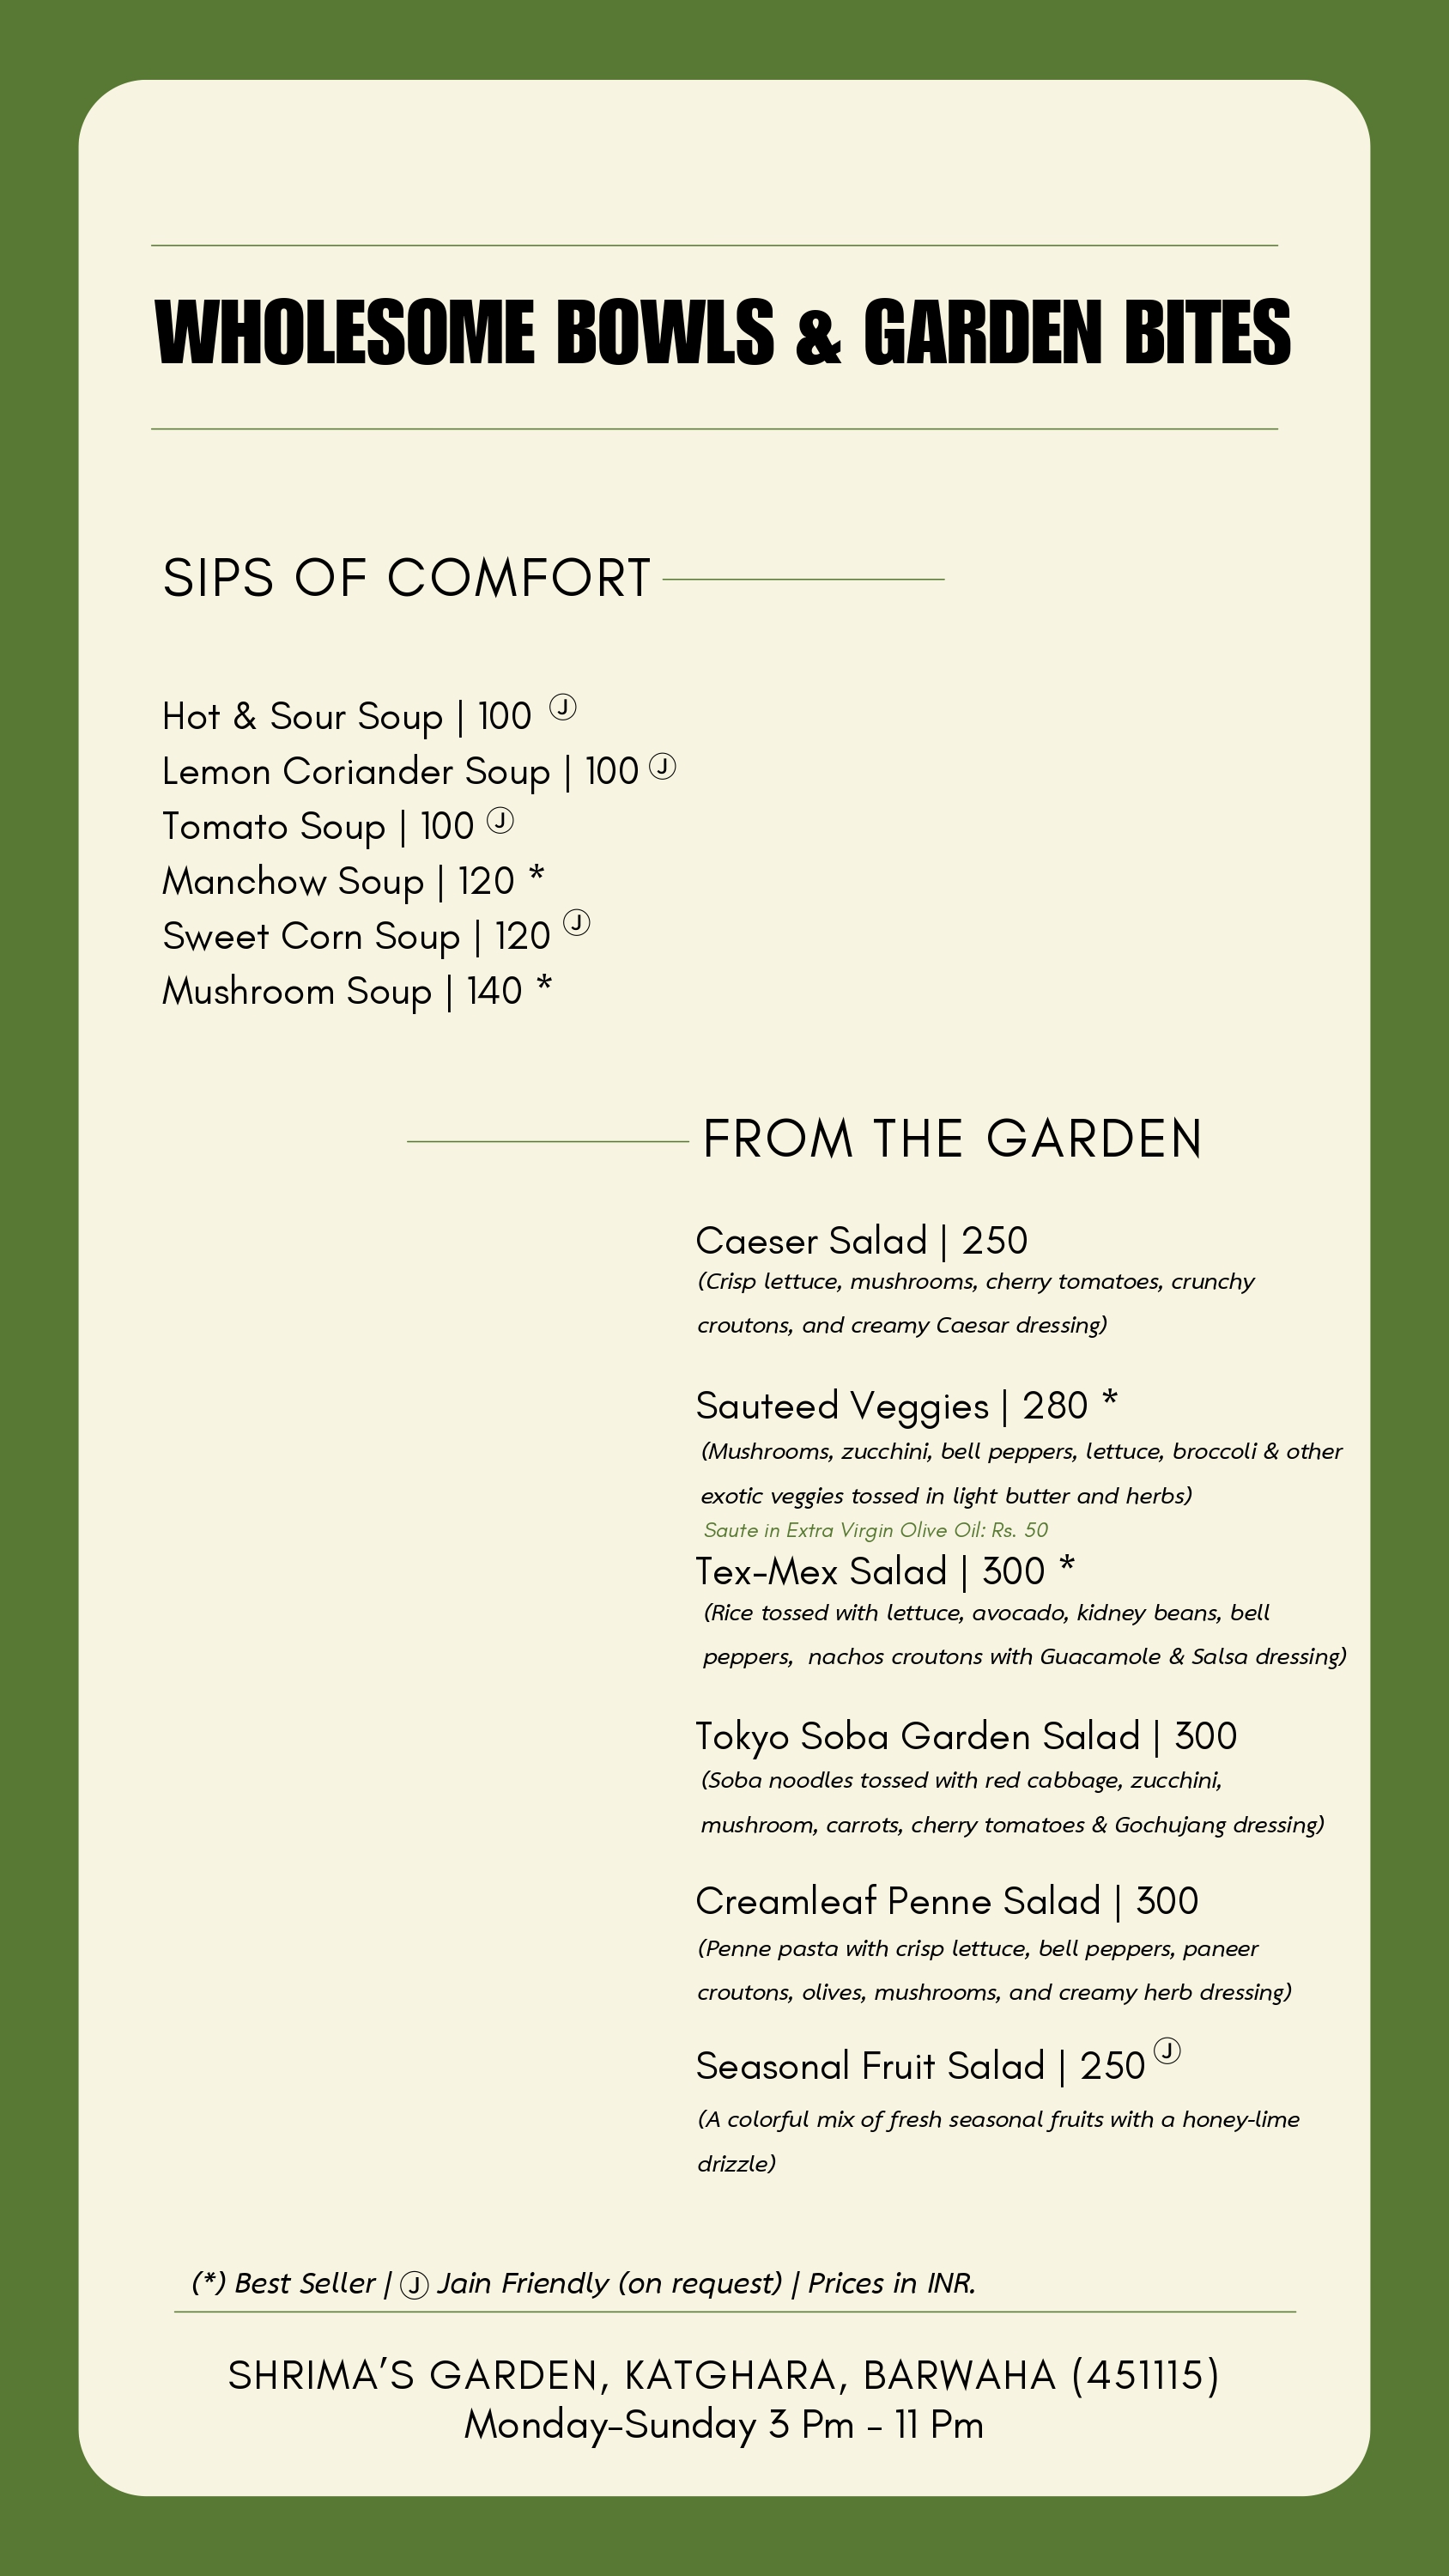 WHOLESOME BOWLS & GARDEN BITES
SIPS OF COMFORT
Hot & Sour Soup | 100 Ⓙ
Lemon Coriander Soup | 100 Ⓙ
Tomato Soup | 100 Ⓙ
Manchow Soup | 120 *
Sweet Corn Soup | 120 Ⓙ
Mushroom Soup | 140 *
FROM THE GARDEN
Caeser Salad | 250
(Crisp lettuce, mushrooms, cherry tomatoes, crunchy
croutons, and creamy Caesar dressing)
Sauteed Veggies | 280 *
(Mushrooms, zucchini, bell peppers, lettuce, broccoli & other
exotic veggies tossed in light butter and herbs)
Saute in Extra Virgin Olive Oil: Rs. 50
Tex-Mex Salad | 300 *
(Rice tossed with lettuce, avocado, kidney beans, bell
peppers, nachos croutons with Guacamole & Salsa dressing)
Tokyo Soba Garden Salad | 300
(Soba noodles tossed with red cabbage, zucchini,
mushroom, carrots, cherry tomatoes & Gochujang dressing)
Creamleaf Penne Salad | 300
(Penne pasta with crisp lettuce, bell peppers, paneer
croutons, olives, mushrooms, and creamy herb dressing)
Seasonal Fruit Salad | 250 Ⓙ
(A colorful mix of fresh seasonal fruits with a honey-lime
drizzle)
(*) Best Seller | Ⓙ Jain Friendly (on request) | Prices in INR.
SHRIMA'S GARDEN, KATGHARA, BARWAHA (451115)
Monday-Sunday 3 Pm - 11 Pm